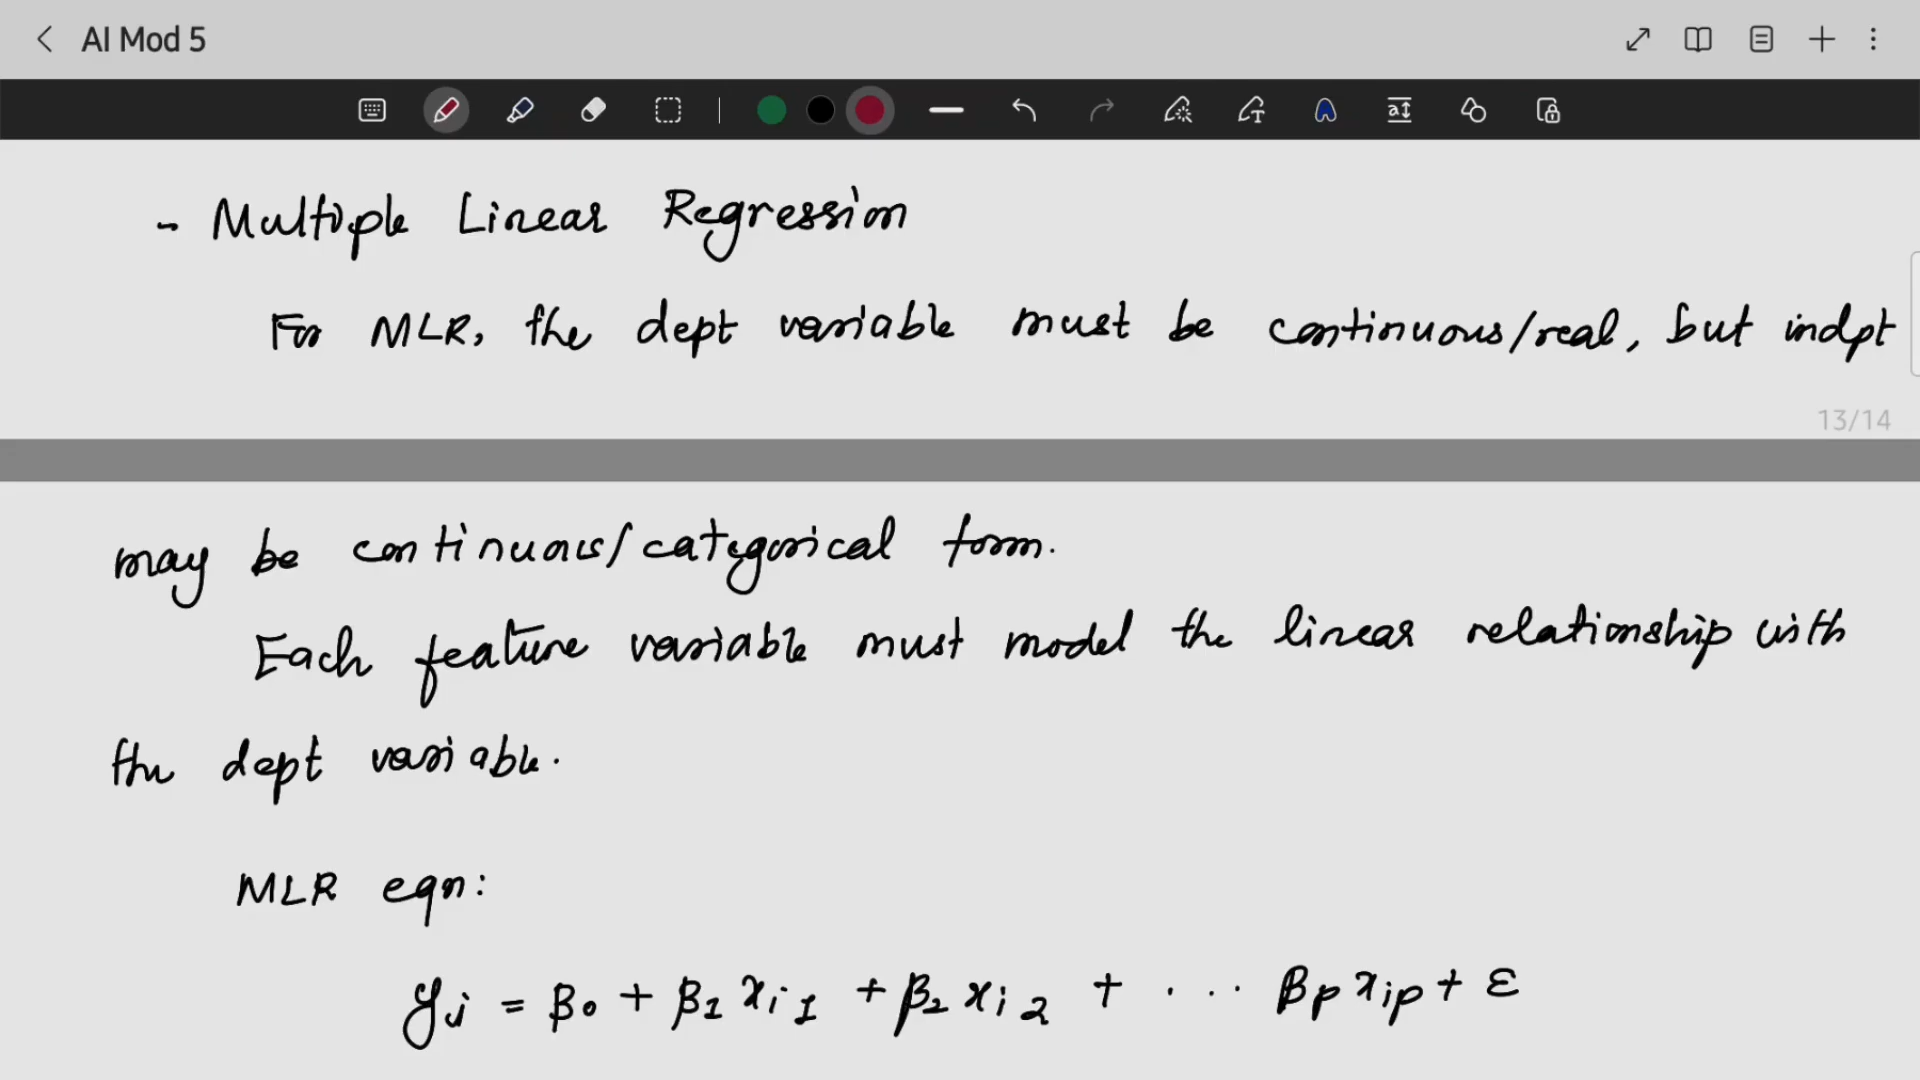 AI Mod 5
- Multiple Linear Regression
For MLR, the dept variable must be continuous/real, but indpt
13/14
may be continuous/categorical form.
Each feature variable must model the linear relationship with
the dept variable.
MLR eqn:
yi = β0 + β1 xi1 + β2 xi2 + ... βp xip + ε